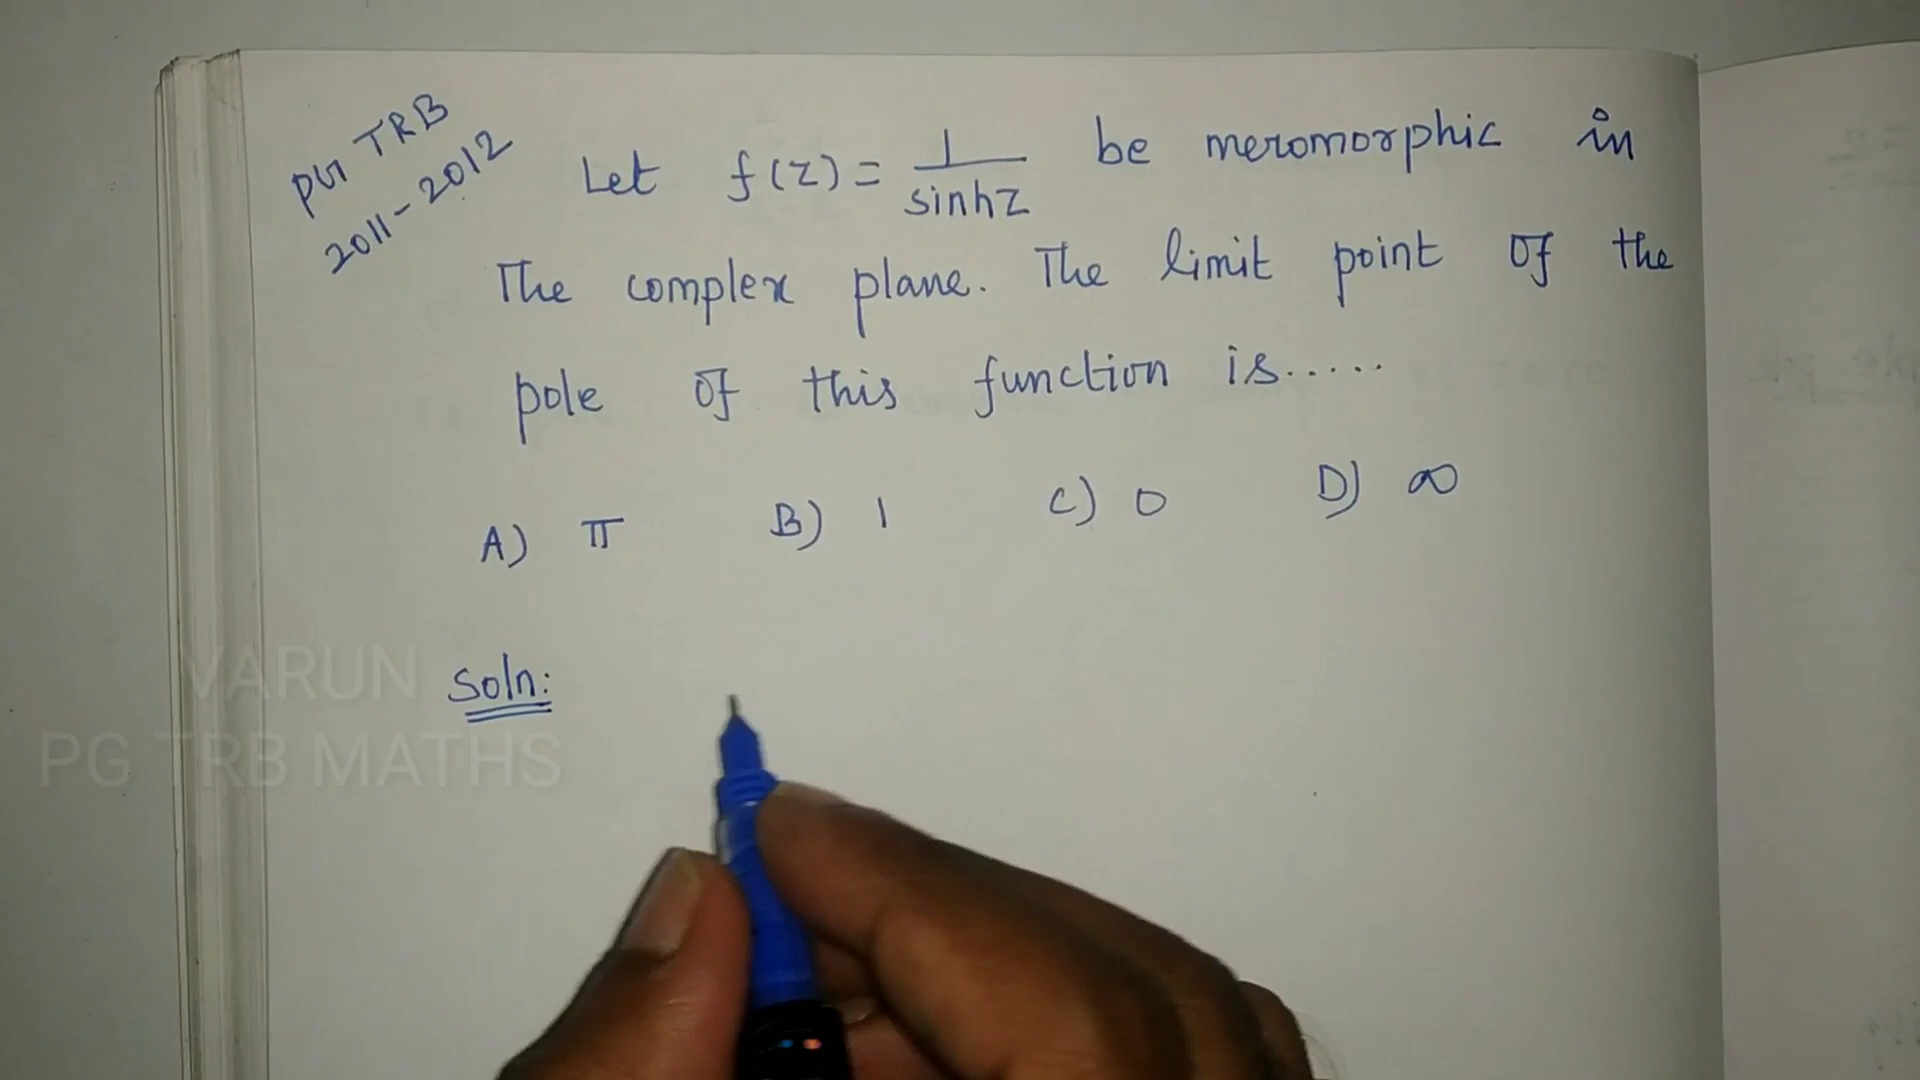 PG TRB
2011-2012
Let f(z) = 1/sinhz be meromorphic in
The complex plane. The limit point of the
pole of this function is.....
A) π B) 1 C) 0 D) ∞
Soln:
VARUN
PG TRB MATHS